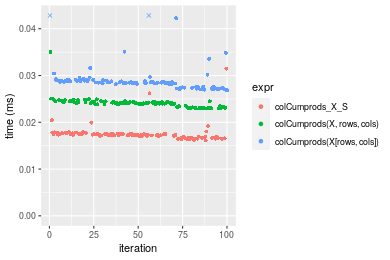 0.04
0.03
0.02
0.01
0.00
time (ms)
0
25
50
75
100
iteration
expr
colCumprods_X_S
colCumprods(X, rows, cols)
colCumprods(X[rows, cols])